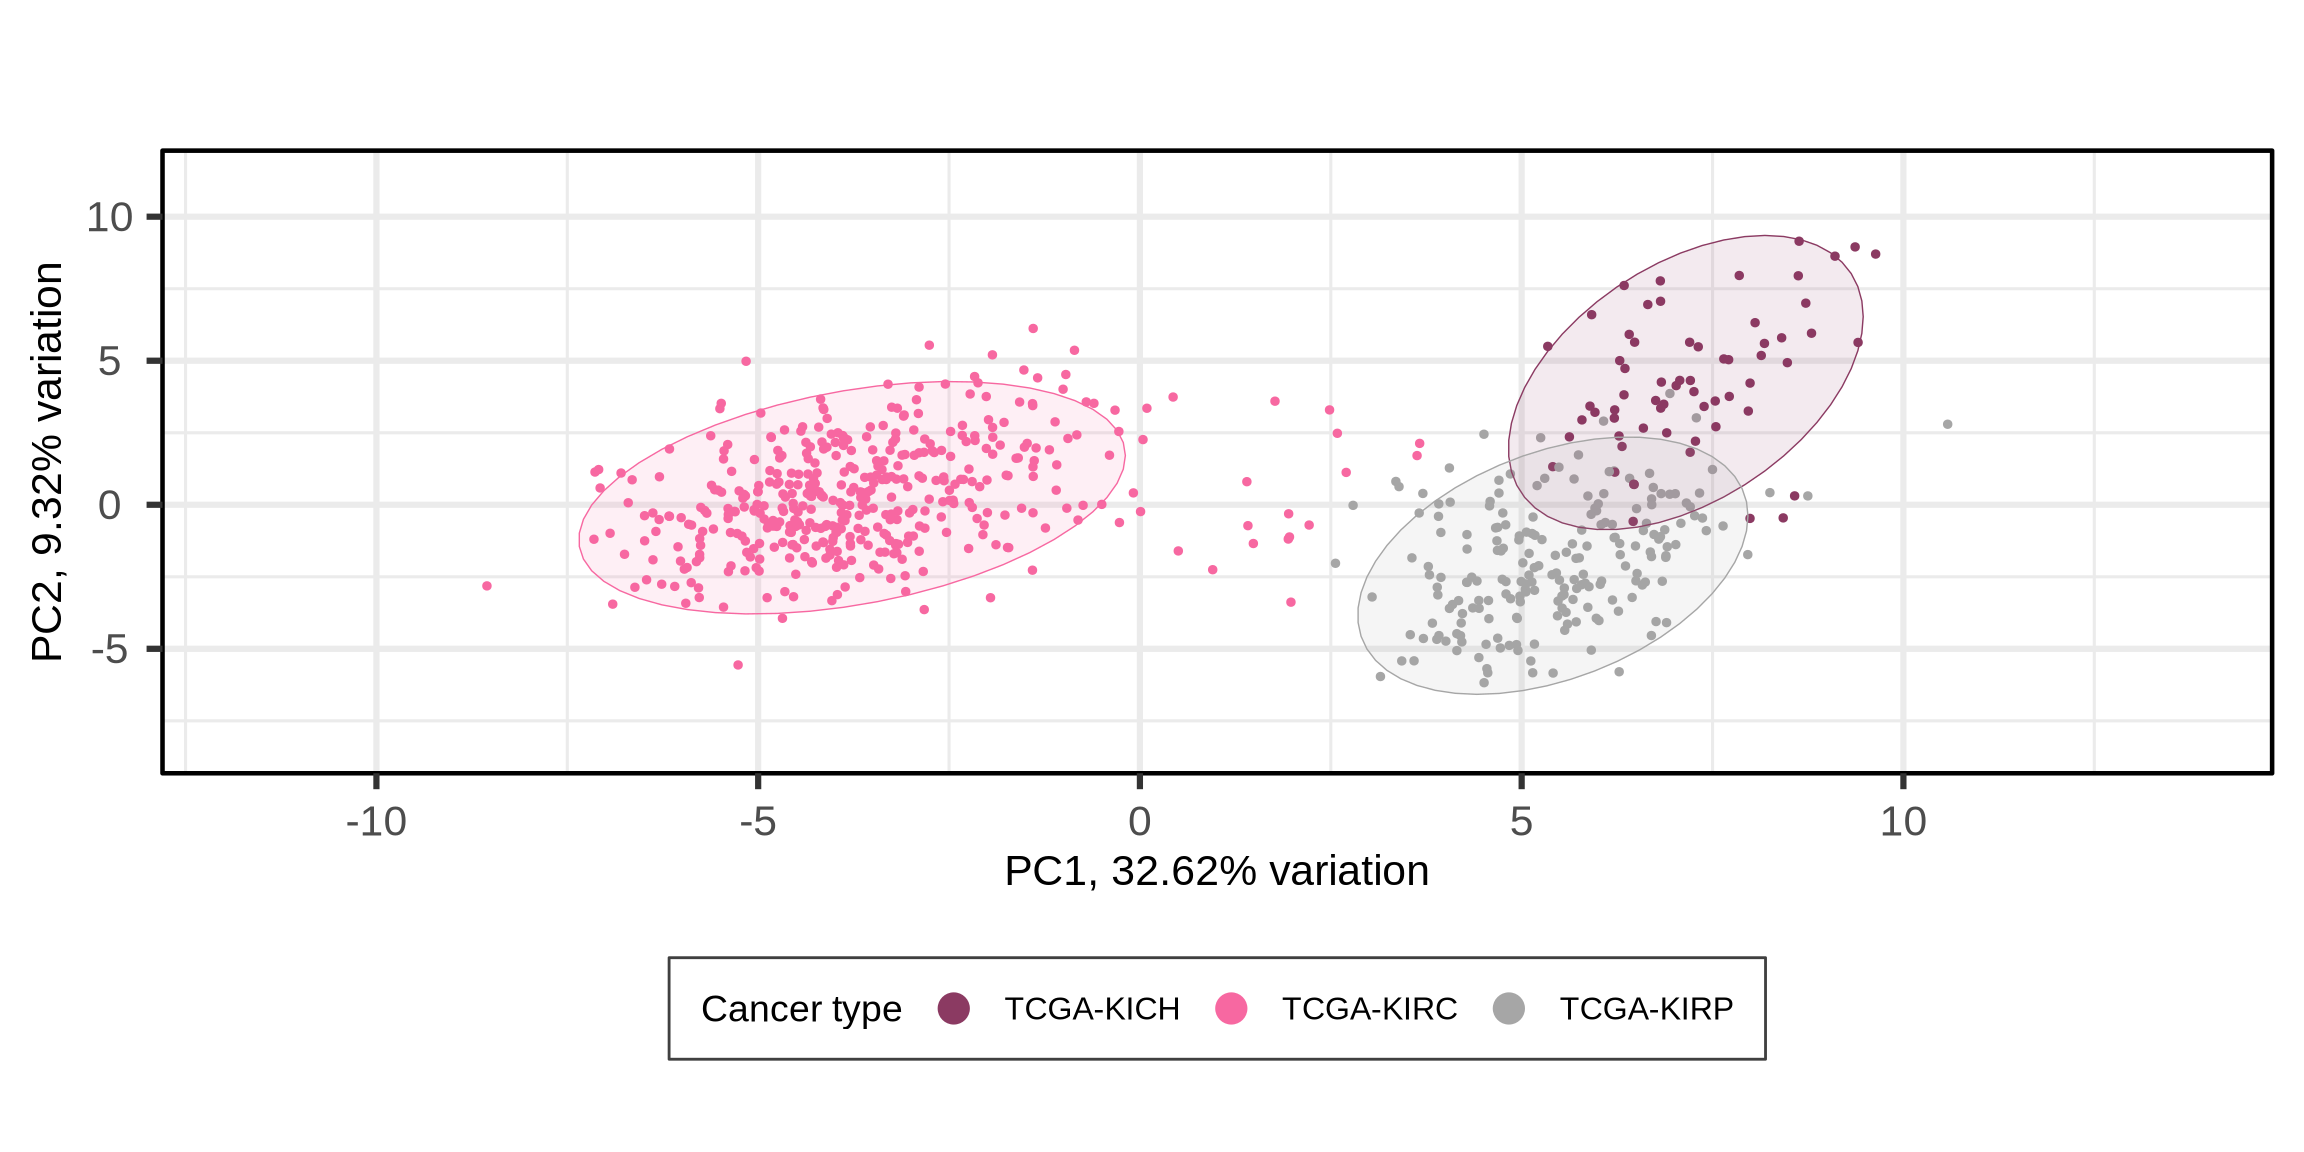 10
5
0
-5
PC2, 9.32% variation
-10 -5 0 5 10
PC1, 32.62% variation
Cancer type TCGA-KICH TCGA-KIRC TCGA-KIRP